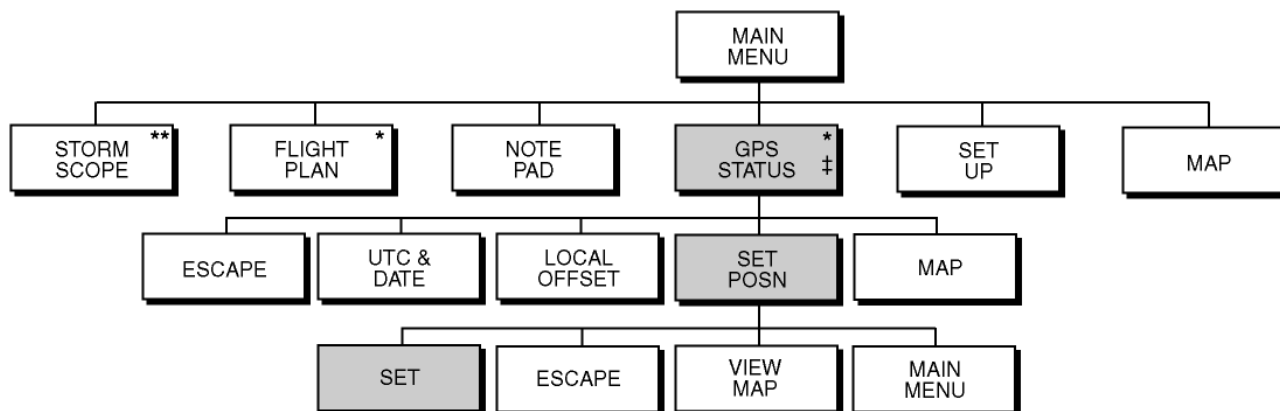 MAIN
MENU
STORM
SCOPE
**
FLIGHT
PLAN
*
NOTE
PAD
GPS
STATUS
*
‡
SET
UP
MAP
ESCAPE
UTC &
DATE
LOCAL
OFFSET
SET
POSN
MAP
SET
ESCAPE
VIEW
MAP
MAIN
MENU